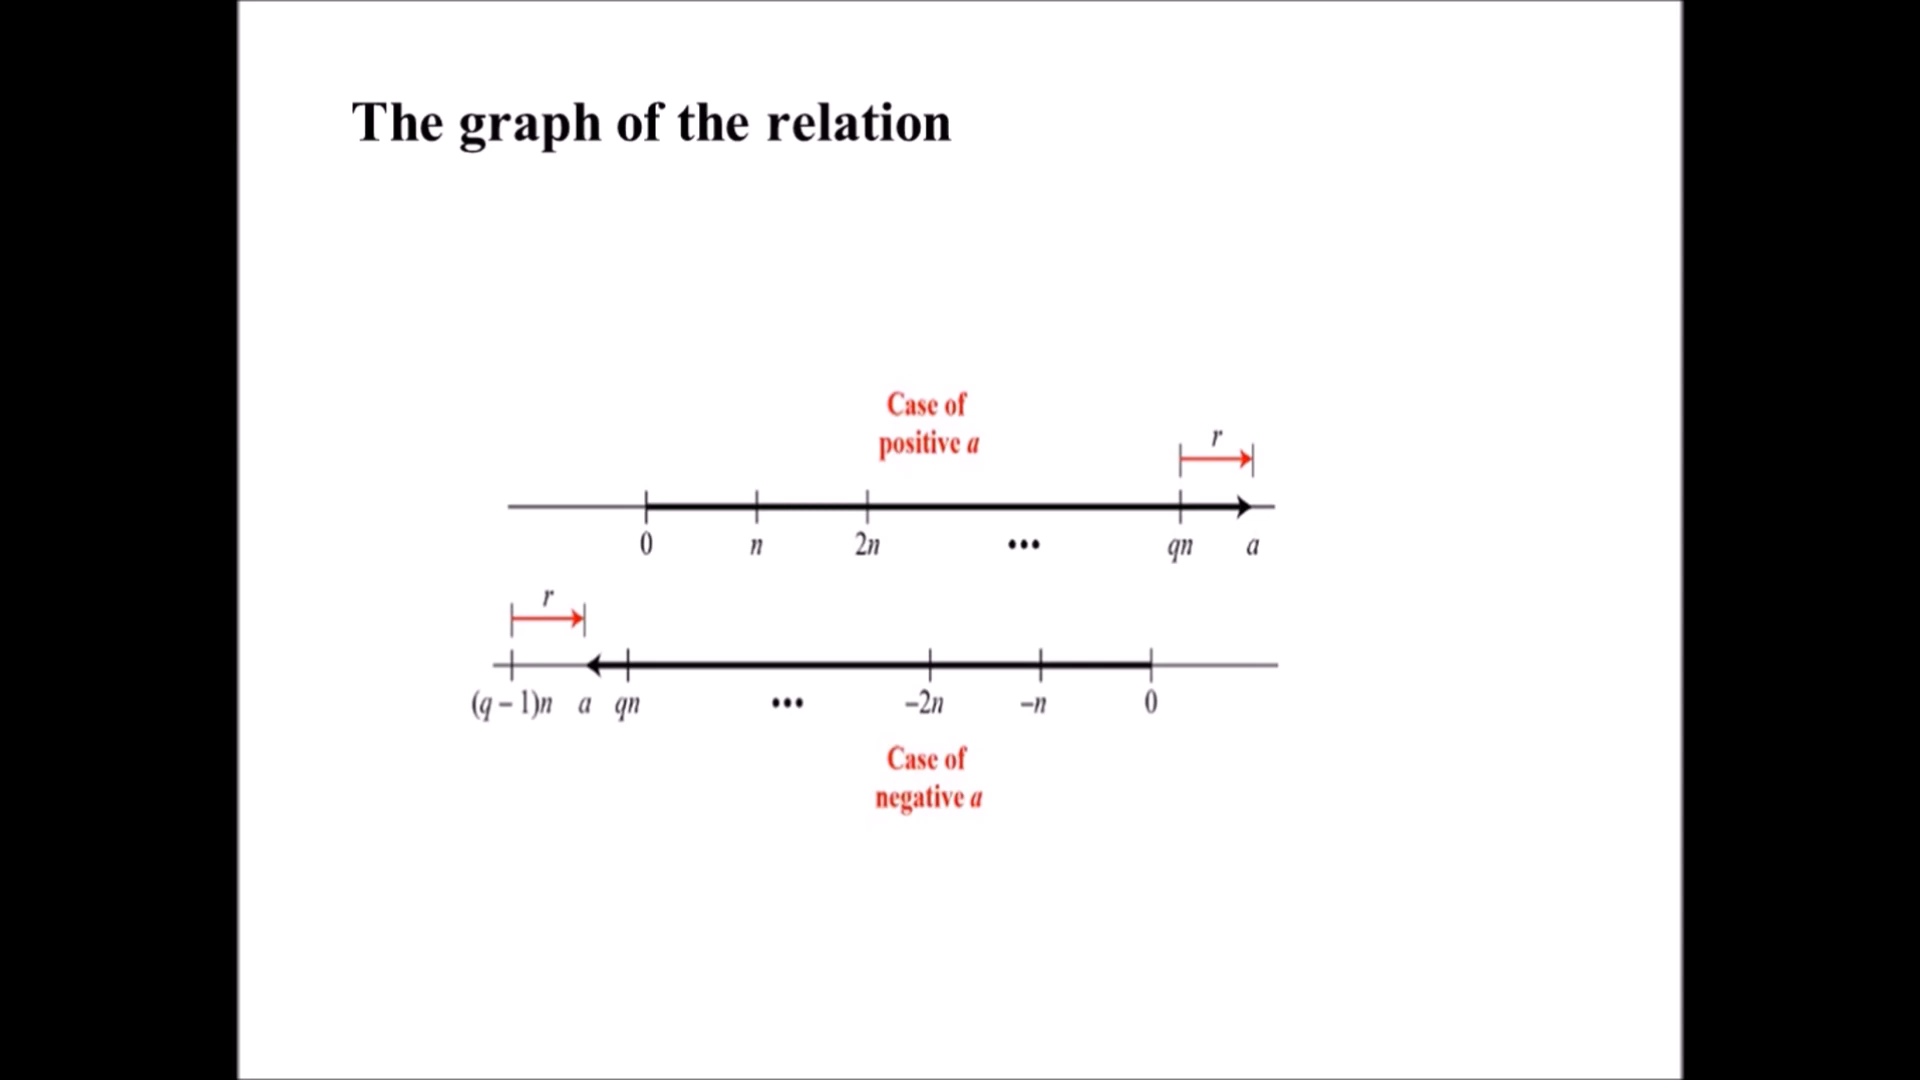 The graph of the relation
Case of
positive a
r
0 n 2n ••• qn a
r
(q – 1)n a qn ••• –2n –n 0
Case of
negative a